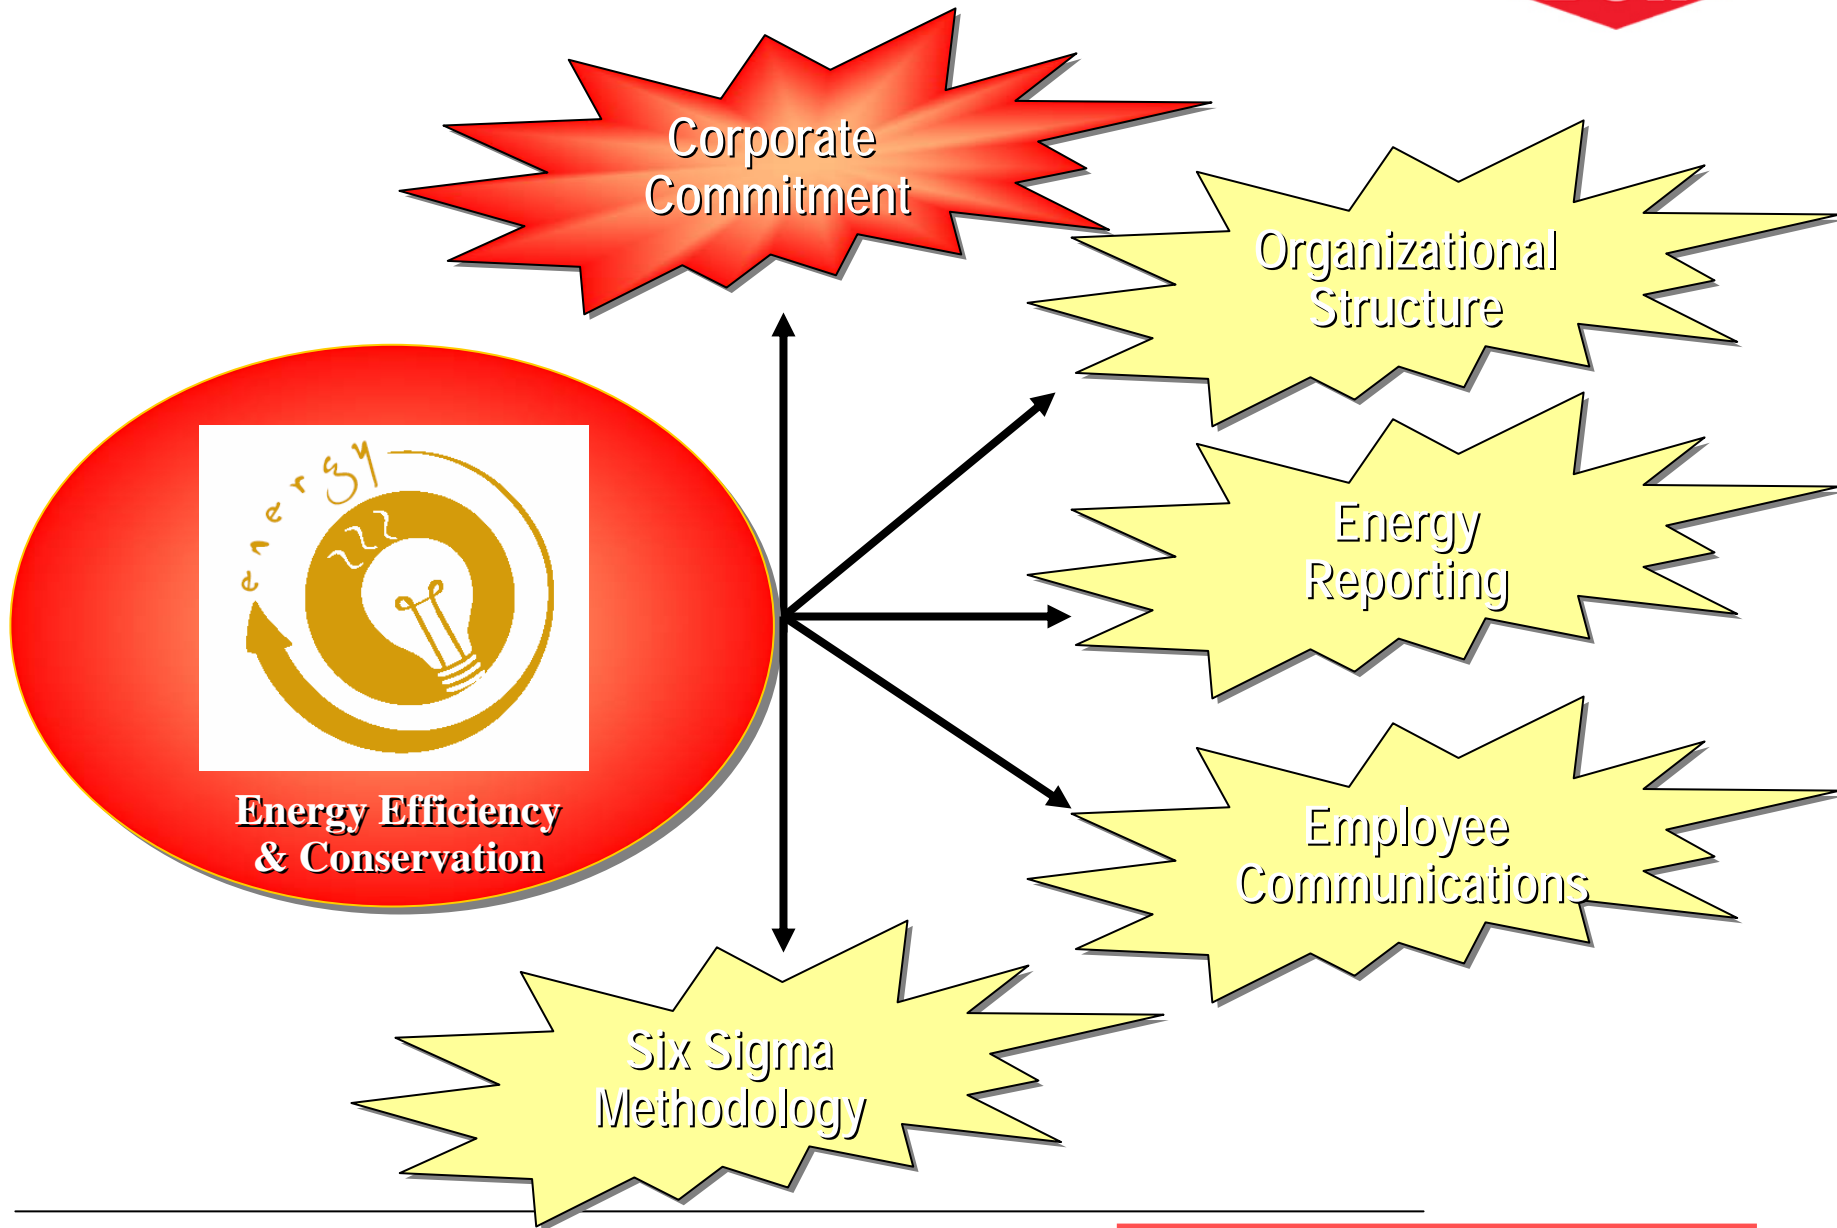 Corporate
Commitment
Organizational
Structure
energy
Energy
Reporting
Energy Efficiency
& Conservation
Employee
Communications
Six Sigma
Methodology